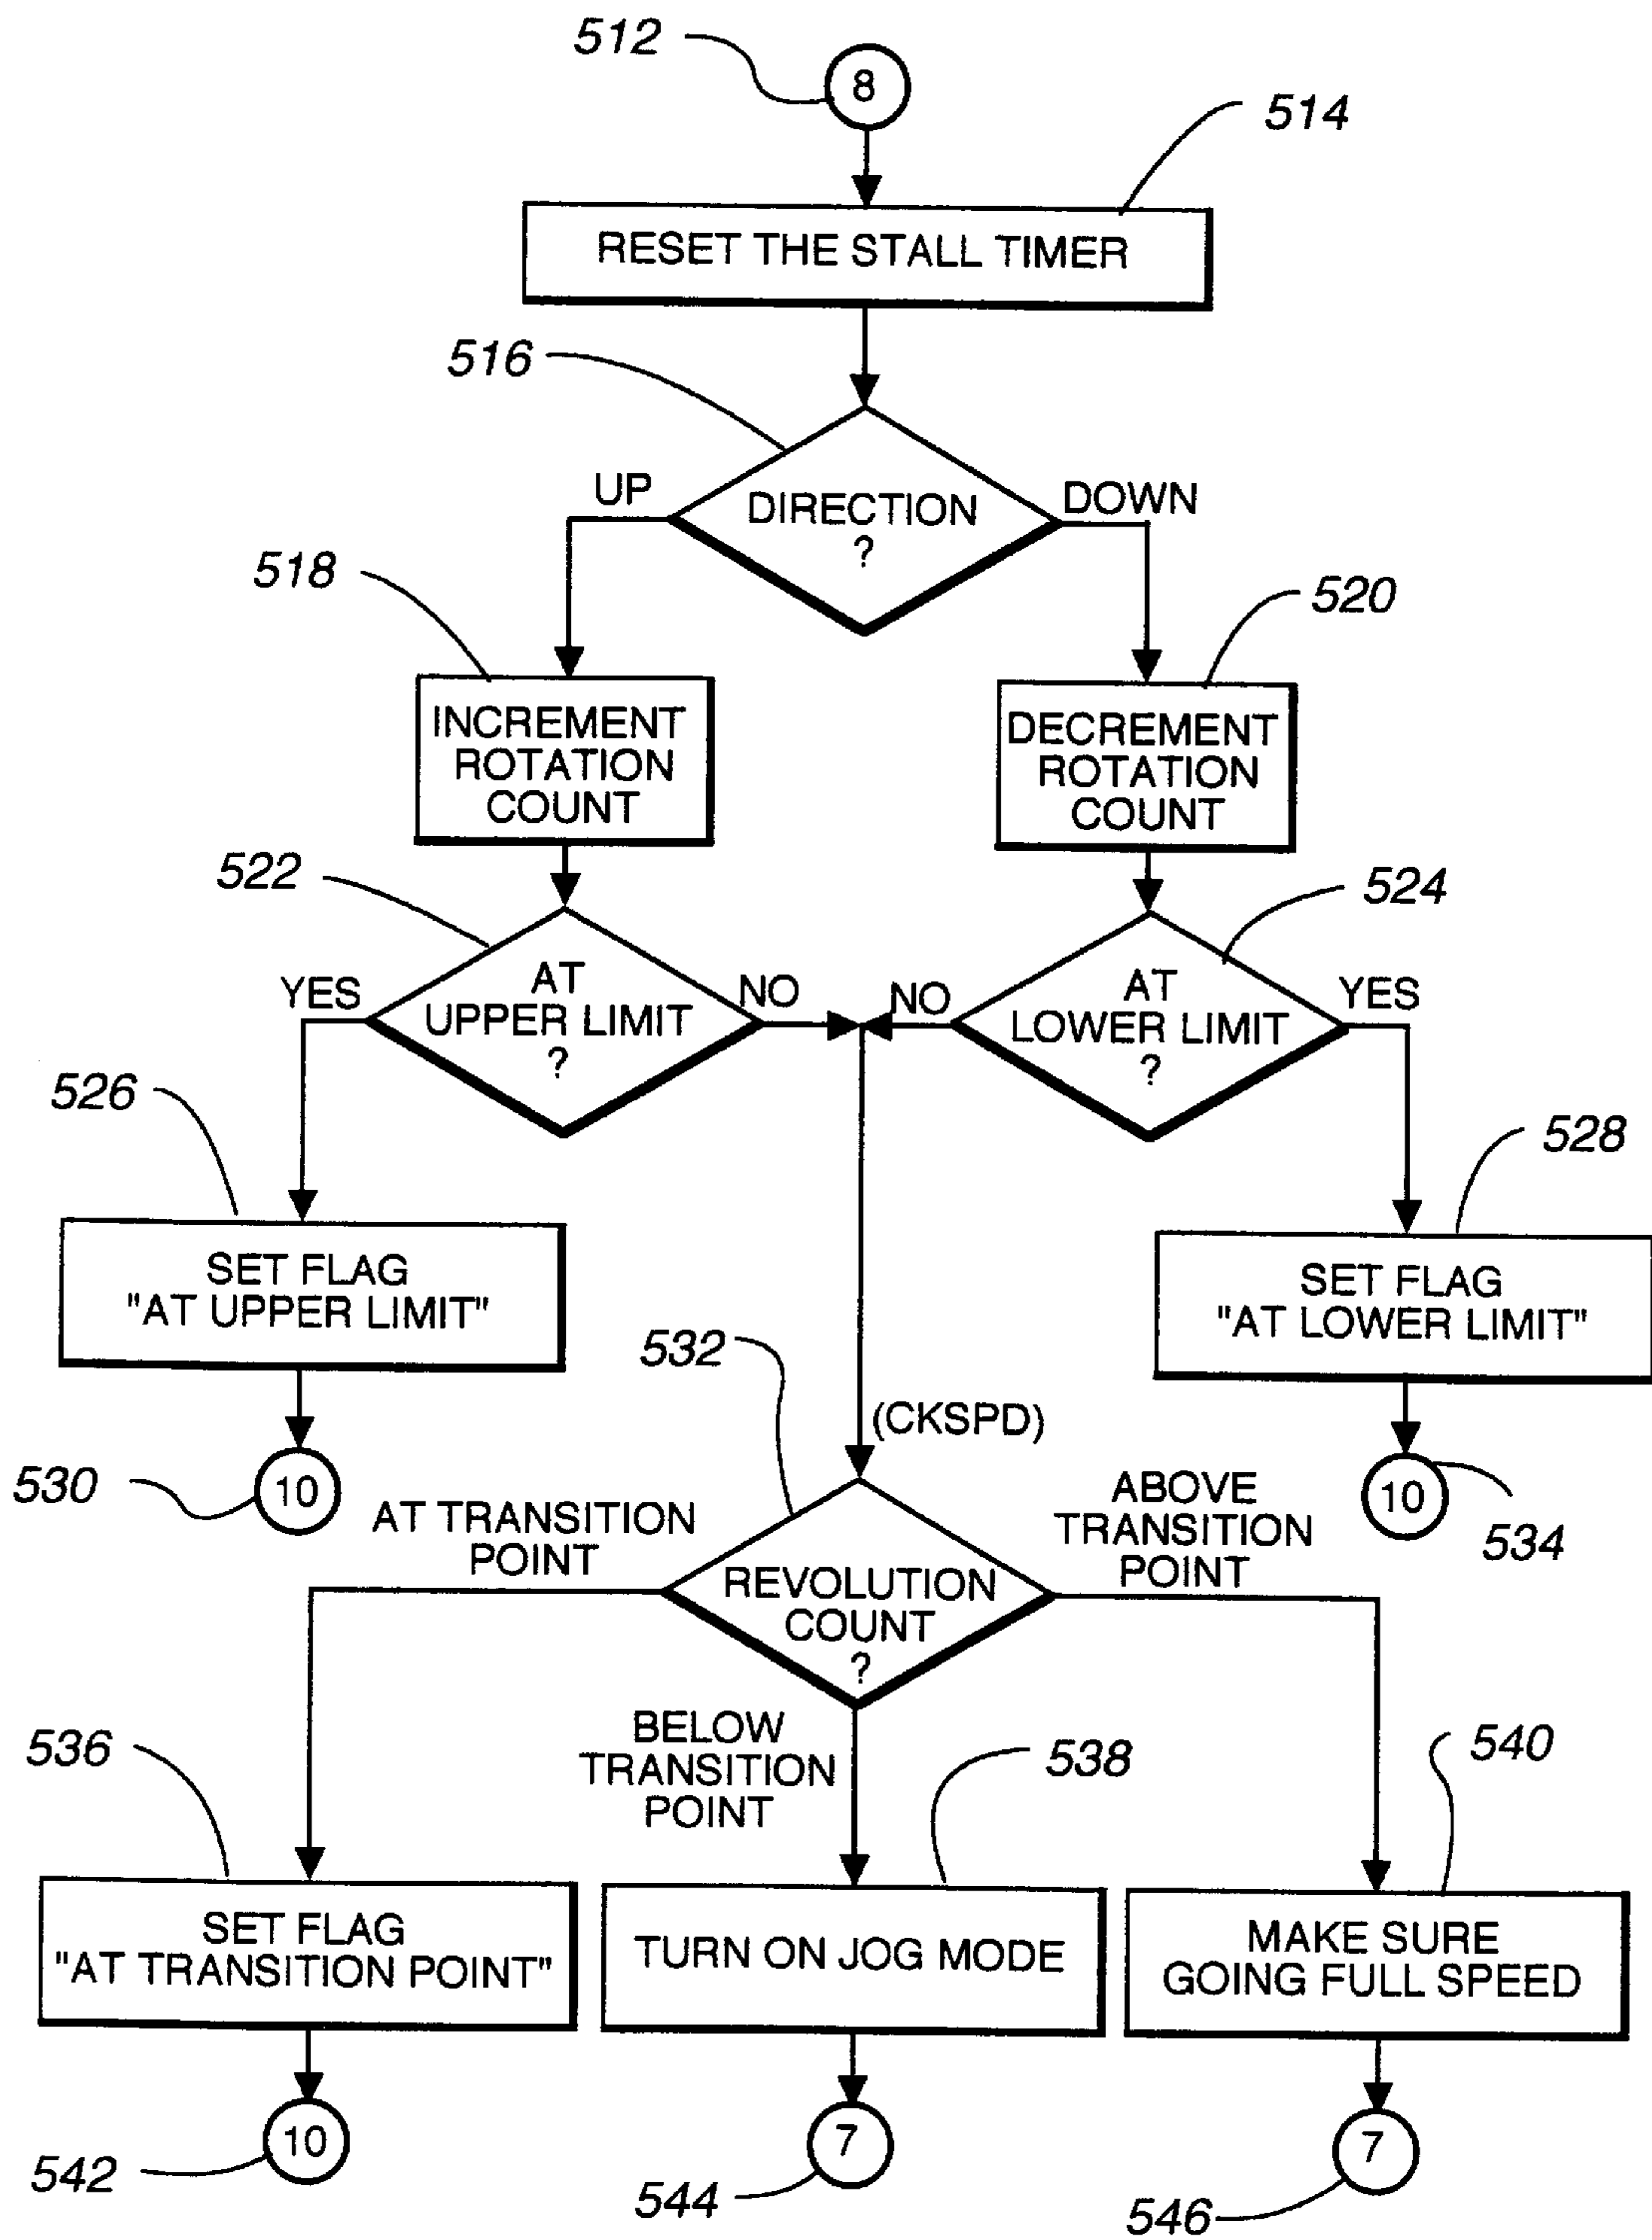 512
8
514
RESET THE STALL TIMER
516
UP
DIRECTION
?
DOWN
518
520
INCREMENT
ROTATION
COUNT
DECREMENT
ROTATION
COUNT
522
524
YES
AT
UPPER LIMIT
?
NO
NO
AT
LOWER LIMIT
?
YES
526
528
SET FLAG
"AT UPPER LIMIT"
SET FLAG
"AT LOWER LIMIT"
532
(CKSPD)
530
10
10
534
AT TRANSITION
POINT
ABOVE
TRANSITION
POINT
REVOLUTION
COUNT
?
BELOW
TRANSITION
POINT
536
538
540
SET FLAG
"AT TRANSITION POINT"
TURN ON JOG MODE
MAKE SURE
GOING FULL SPEED
10
7
7
542
544
546